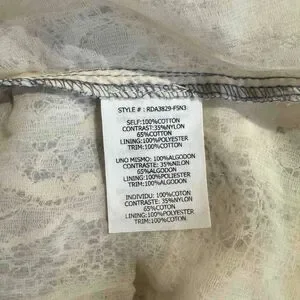 STYLE # : RDA3829-FSN3
SELF:100%COTTON
CONTRAST:35%NYLON
65%COTTON
LINING:100%POLYESTER
TRIM:100%COTTON
UNO MISMO: 100%ALGODON
CONTRASTE: 35%NILON
65%ALGODON
LINING:100%POLIESTER
TRIM:100%ALGODON
INDIVIDU: 100%COTTON
CONTRASTE:35%NYLON
65%COTTON
LINING:100%POLYESTER
TRIM: 100%COTTON